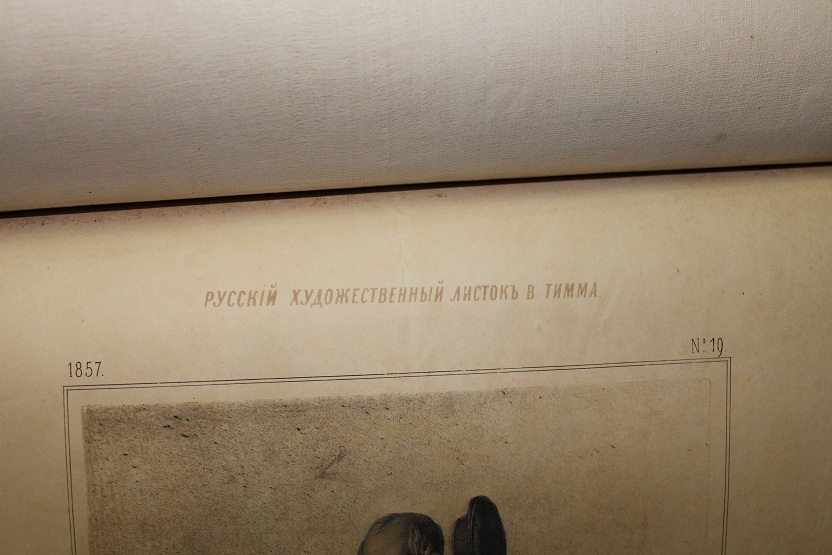 РУССКІЙ ХУДОЖЕСТВЕННЫЙ ЛИСТОКЪ В. ТИММА.
1857.
№ 19.